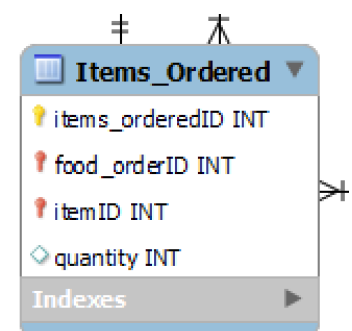 Items_Ordered
items_orderedID INT
food_orderID INT
itemID INT
quantity INT
Indexes